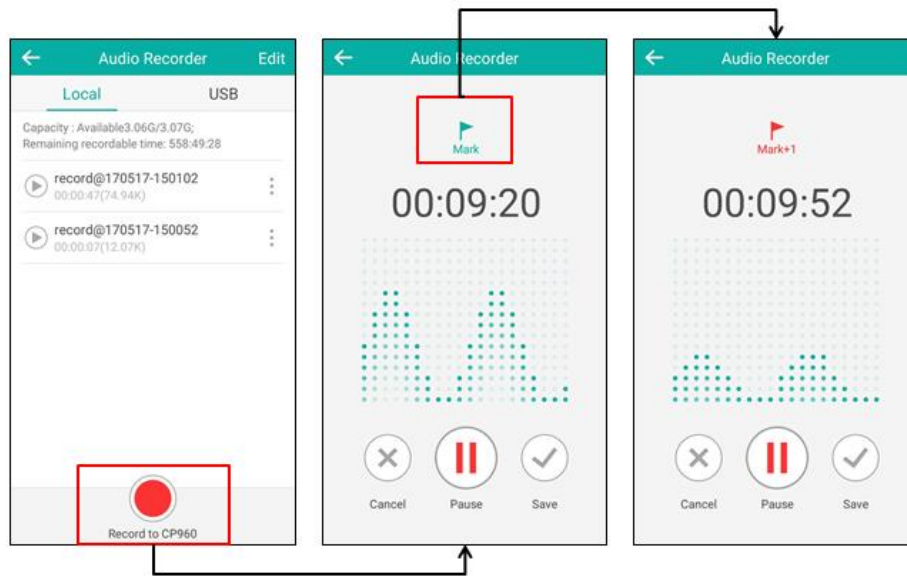 Audio Recorder
Edit
Local
USB
Capacity : Available3.06G/3.07G;
Remaining recordable time: 558:49:28
record@170517-150102
00:00:47(74.94K)
record@170517-150052
00:00:07(12.07K)
Record to CP960
Audio Recorder
Mark
00:09:20
Cancel
Pause
Save
Audio Recorder
Mark+1
00:09:52
Cancel
Pause
Save